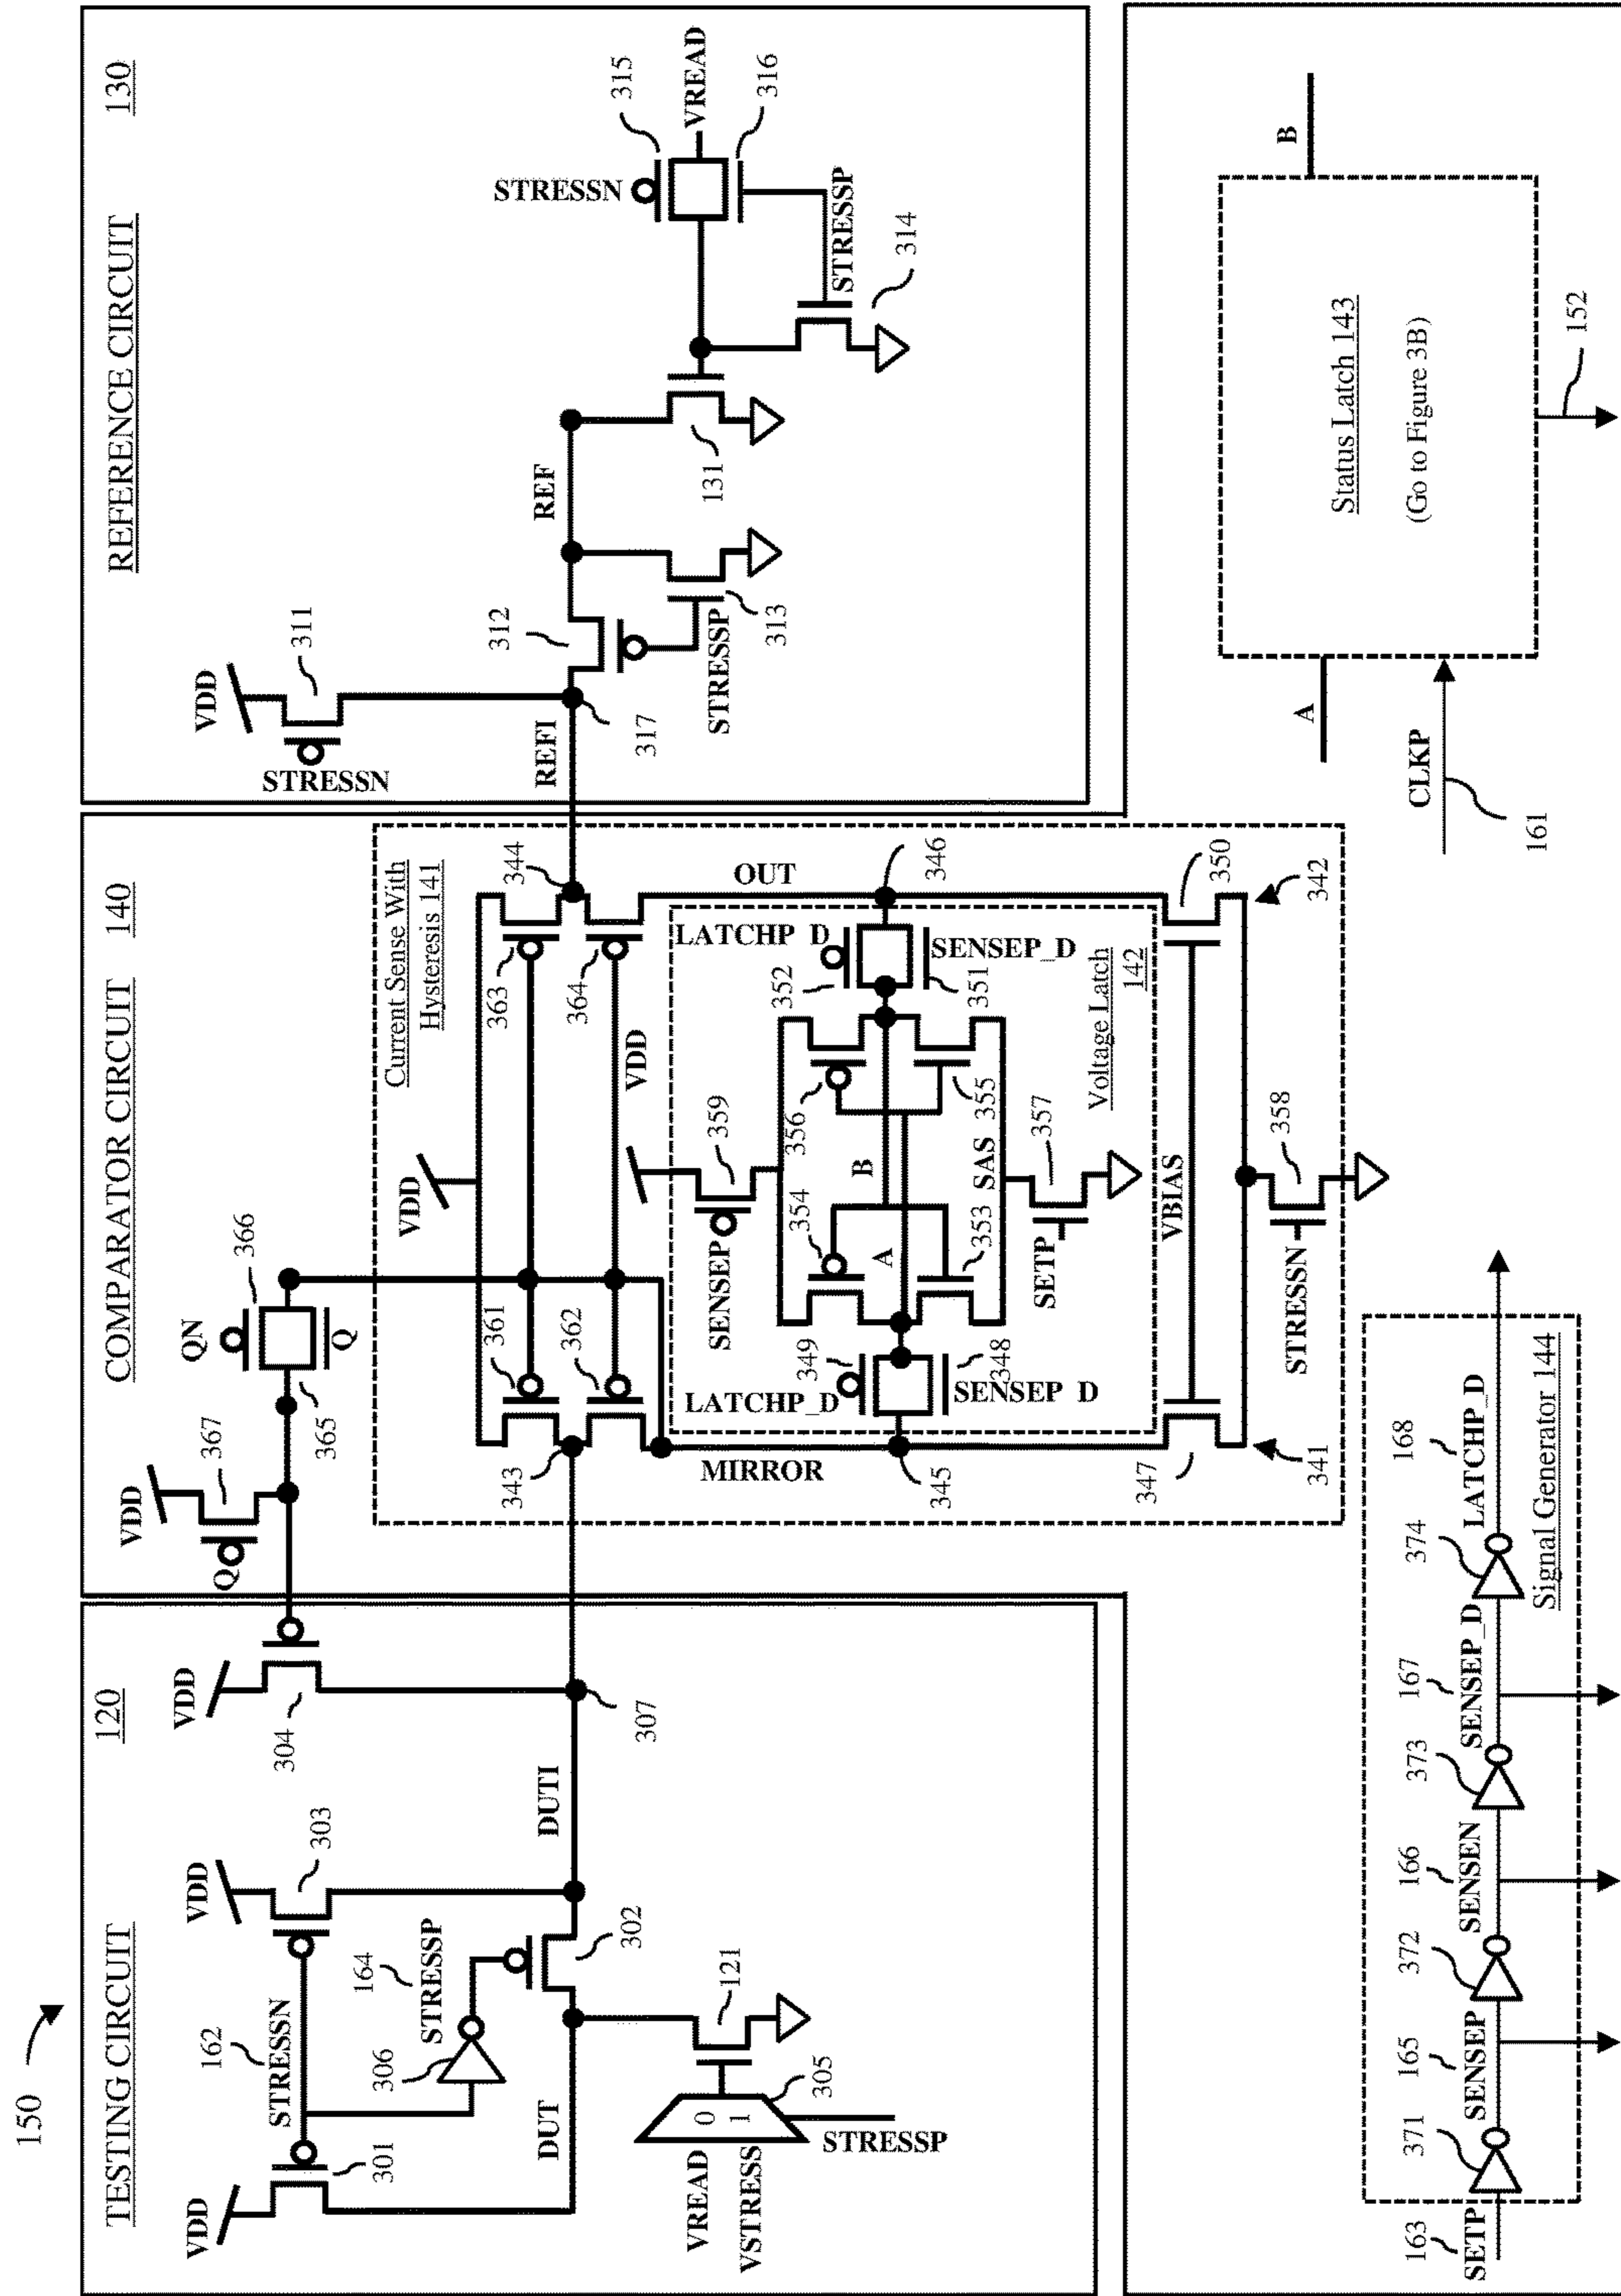 150
TESTING CIRCUIT
120
VDD
301
162
STRESSN
VDD
303
306
164
STRESSP
302
DUT
121
VREAD
VSTRESS
0
1
305
STRESSP
VDD
304
DUTI
307
COMPARATOR CIRCUIT
140
VDD
Q
367
QN
366
Q
365
VDD
Current Sense With
Hysteresis 141
361
362
363
364
343
344
VDD
MIRROR
OUT
345
346
LATCHP_D
349
348
SENSEP_D
LATCHP_D
352
351
SENSEP_D
SENSEP
359
354
356
A
B
353
355
SAS
SETP
357
Voltage Latch
142
VBIAS
347
350
341
342
STRESSN
358
REFERENCE CIRCUIT
130
VDD
311
STRESSN
REFI
317
312
STRESSP
313
REF
131
STRESSN
315
VREAD
316
STRESSP
314
163
SETP
371
165
SENSEP
372
166
SENSEN
373
167
SENSEP_D
374
168
LATCHP_D
Signal Generator 144
A
CLKP
161
Status Latch 143
(Go to Figure 3B)
B
152